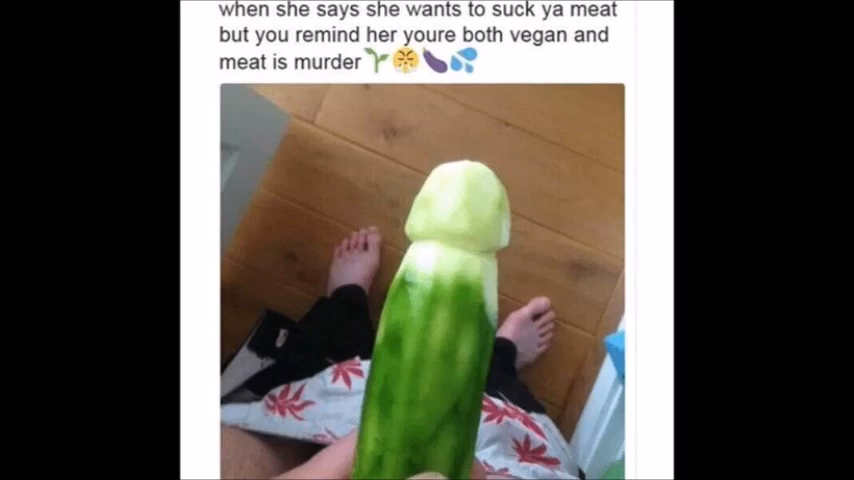 when she says she wants to suck ya meat
but you remind her youre both vegan and
meat is murder 🌱😤🍆💦